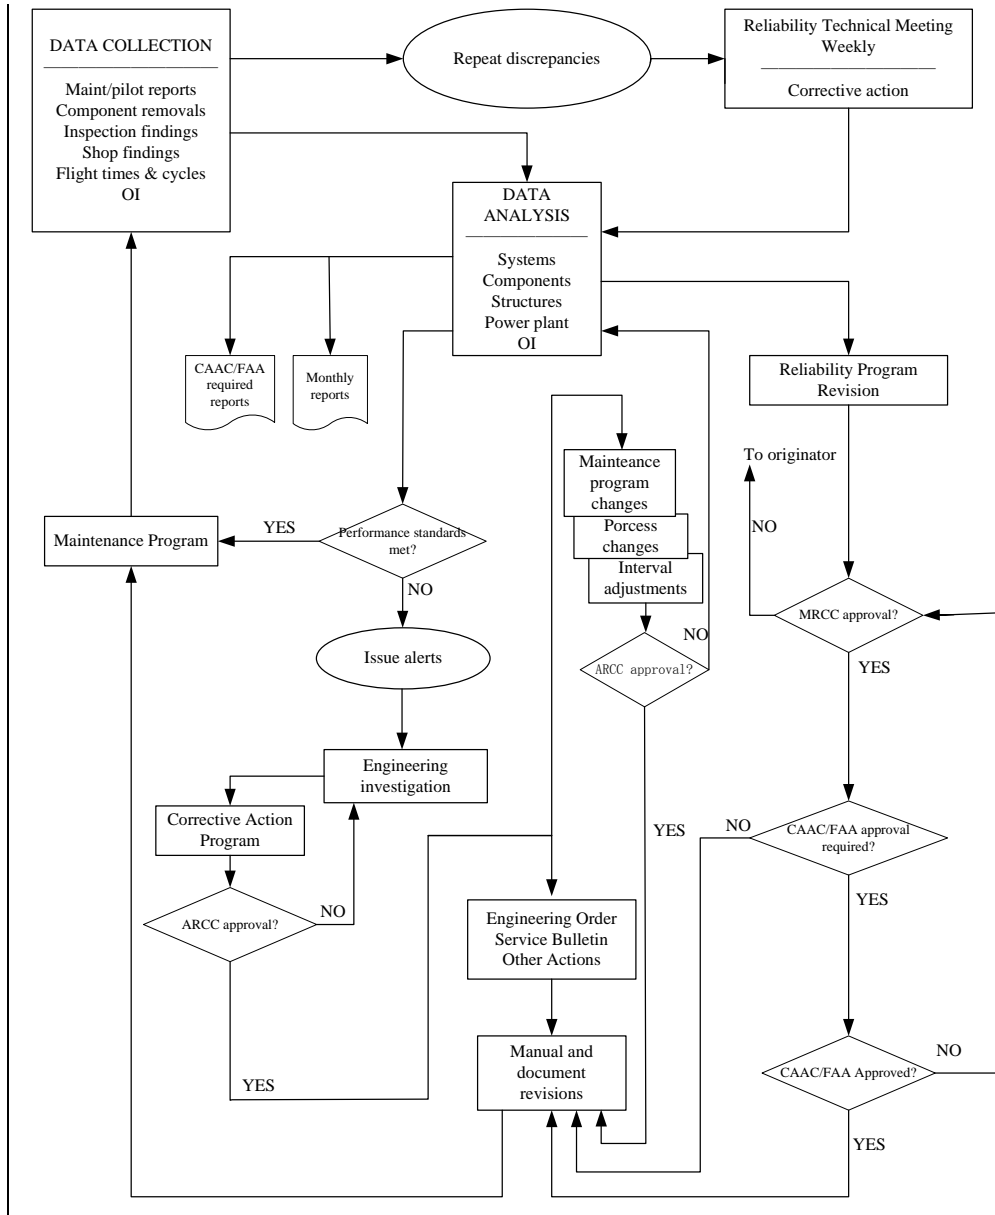 DATA COLLECTION
Maint/pilot reports
Component removals
Inspection findings
Shop findings
Flight times & cycles
OI
Repeat discrepancies
Reliability Technical Meeting
Weekly
Corrective action
DATA
ANALYSIS
Systems
Components
Structures
Power plant
OI
CAAC/FAA
required
reports
Monthly
reports
Reliability Program
Revision
To originator
NO
Mainteance
program
changes
Porcess
changes
Interval
adjustments
Maintenance Program
YES
Performance standards
met?
NO
Issue alerts
NO
ARCC approval?
MRCC approval?
YES
Engineering
investigation
Corrective Action
Program
ARCC approval?
NO
YES
YES
NO
CAAC/FAA approval
required?
YES
Engineering Order
Service Bulletin
Other Actions
Manual and
document
revisions
CAAC/FAA Approved?
NO
YES